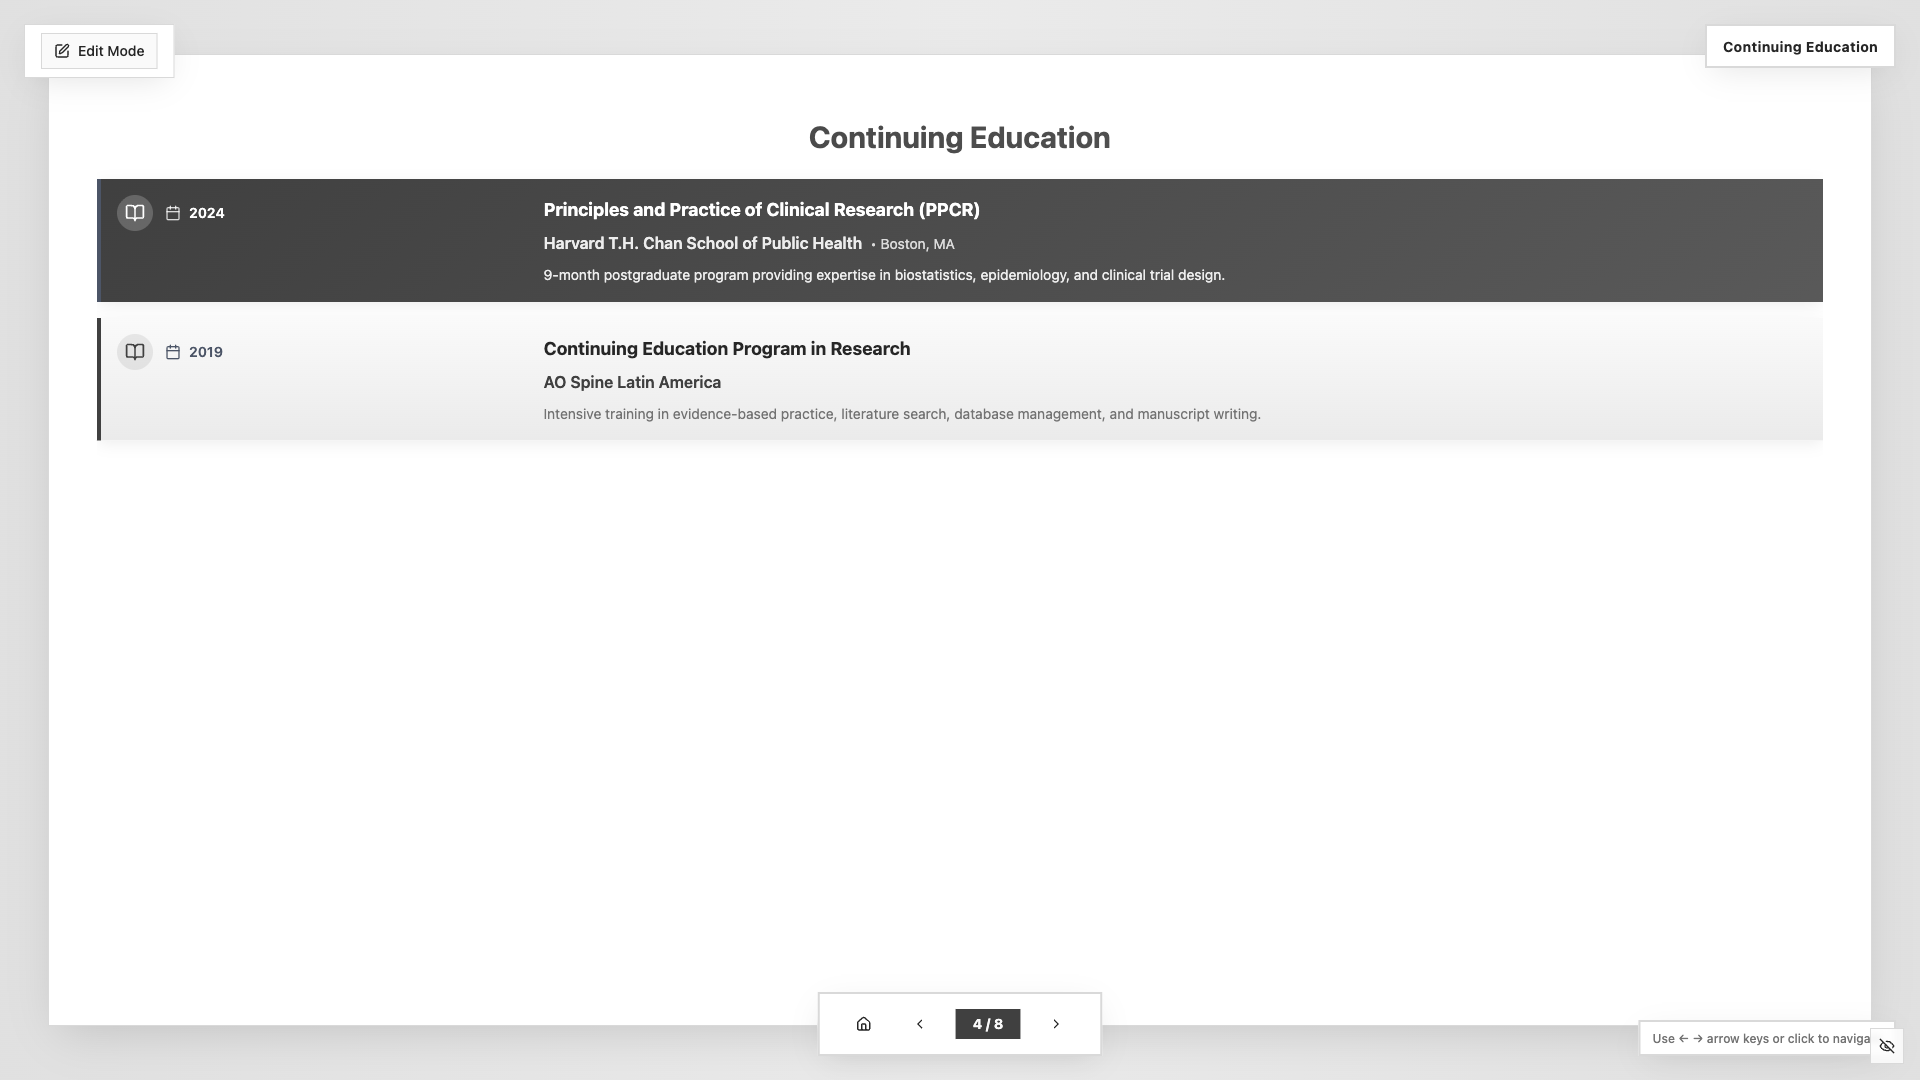 Edit Mode
Continuing Education
Continuing Education
2024
Principles and Practice of Clinical Research (PPCR)
Harvard T.H. Chan School of Public Health • Boston, MA
9-month postgraduate program providing expertise in biostatistics, epidemiology, and clinical trial design.
2019
Continuing Education Program in Research
AO Spine Latin America
Intensive training in evidence-based practice, literature search, database management, and manuscript writing.
4 / 8
Use ← → arrow keys or click to naviga